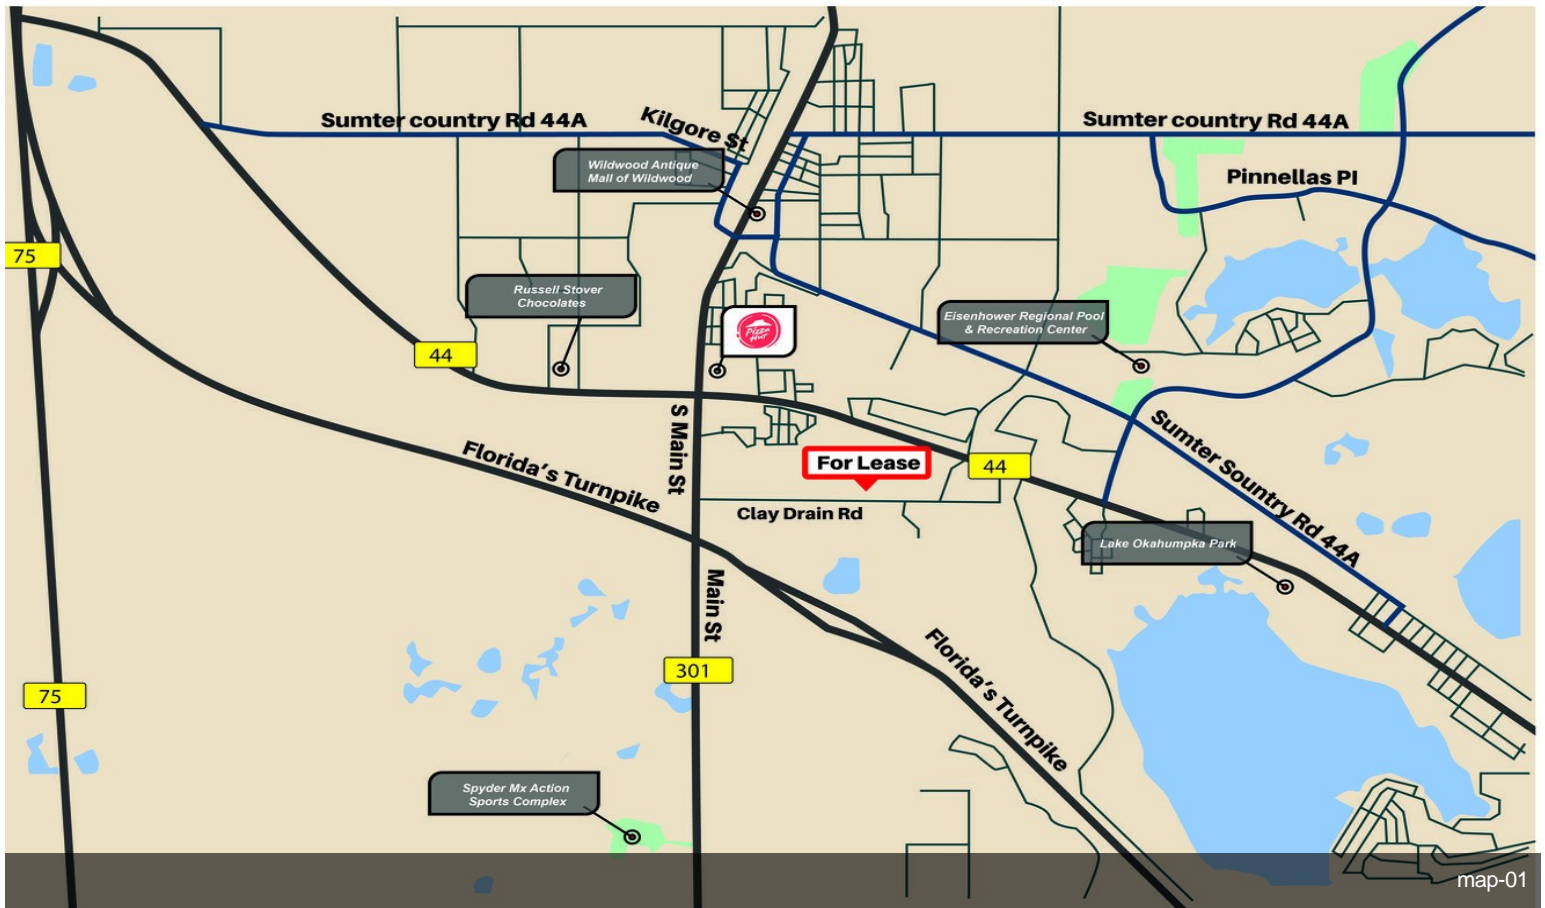 Sumter country Rd 44A
Kilgore St
Sumter country Rd 44A
Wildwood Antique
Mall of Wildwood
Pinnellas Pl
75
Russell Stover
Chocolates
Pizza
Hut
Eisenhower Regional Pool
& Recreation Center
44
S Main St
Sumter Sountry Rd 44A
Florida's Turnpike
For Lease
44
Clay Drain Rd
Lake Okahumpka Park
Main St
301
Florida's Turnpike
75
Spyder Mx Action
Sports Complex
map-01